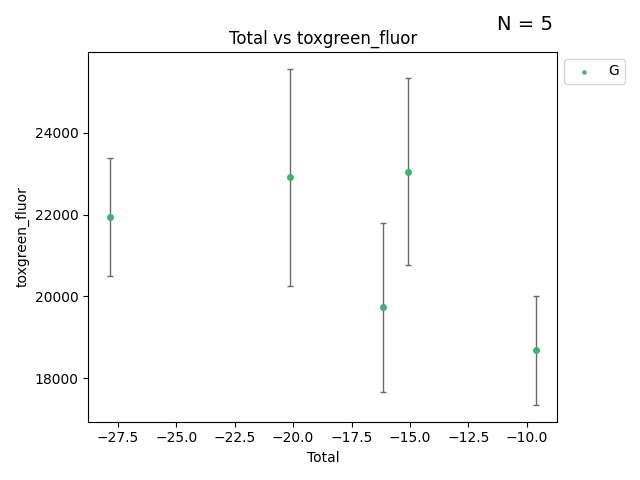 N = 5
Total vs toxgreen_fluor
G
24000
22000
20000
18000
toxgreen_fluor
−27.5 −25.0 −22.5 −20.0 −17.5 −15.0 −12.5 −10.0
Total